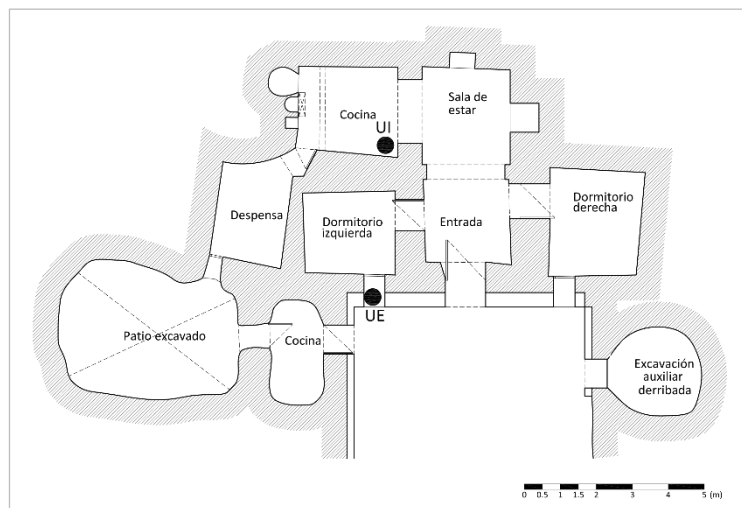 Cocina
UI
Sala de
estar
Despensa
Dormitorio
izquierda
Entrada
Dormitorio
derecha
UE
Patio excavado
Cocina
Excavación
auxiliar
derribada
0 0.5 1 1.5 2 3 4 5 (m)